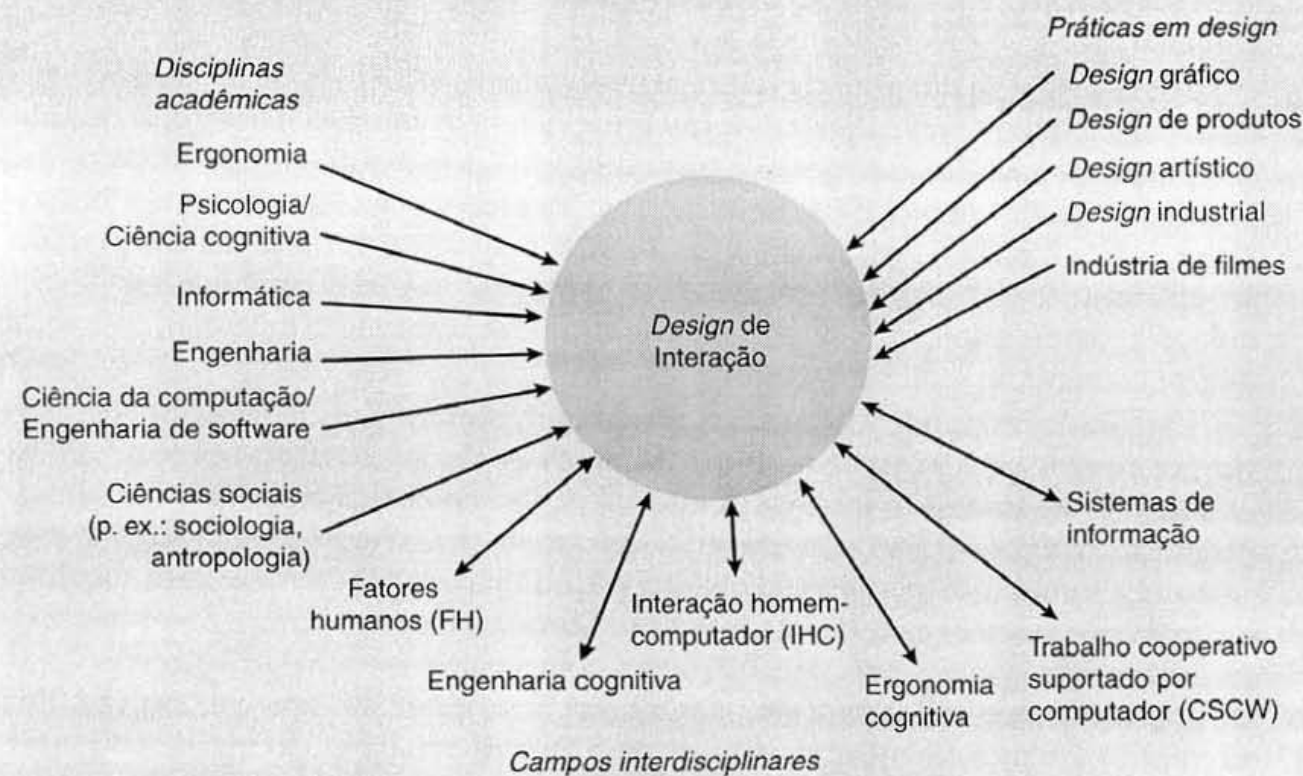 Disciplinas
acadêmicas
Ergonomia
Psicologia/
Ciência cognitiva
Informática
Engenharia
Ciência da computação/
Engenharia de software
Ciências sociais
(p. ex.: sociologia,
antropologia)
Práticas em design
Design gráfico
Design de produtos
Design artístico
Design industrial
Indústria de filmes
Design de
Interação
Fatores
humanos (FH)
Engenharia cognitiva
Interação homem-
computador (IHC)
Ergonomia
cognitiva
Trabalho cooperativo
suportado por
computador (CSCW)
Sistemas de
informação
Campos interdisciplinares